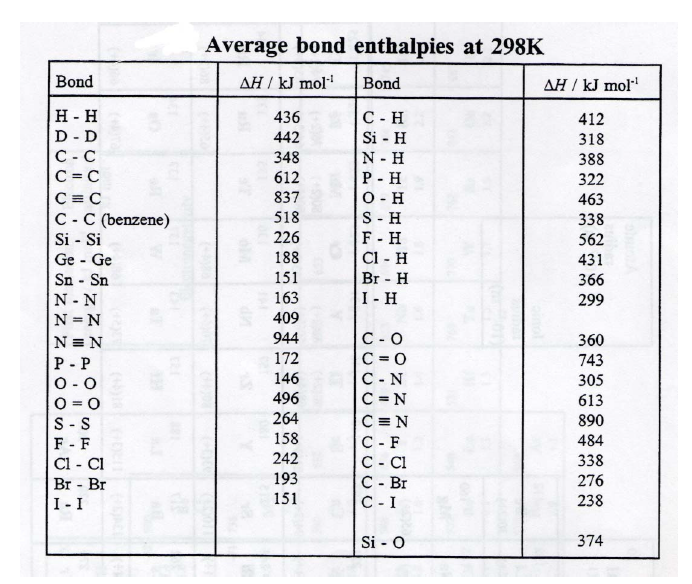 Average bond enthalpies at 298K
Bond ΔH / kJ mol⁻¹ Bond ΔH / kJ mol⁻¹
H - H 436 C - H 412
D - D 442 Si - H 318
C - C 348 N - H 388
C = C 612 P - H 322
C ≡ C 837 O - H 463
C - C (benzene) 518 S - H 338
Si - Si 226 F - H 562
Ge - Ge 188 Cl - H 431
Sn - Sn 151 Br - H 366
N - N 163 I - H 299
N = N 409
N ≡ N 944 C - O 360
P - P 172 C = O 743
O - O 146 C - N 305
O = O 496 C = N 613
S - S 264 C ≡ N 890
F - F 158 C - F 484
Cl - Cl 242 C - Cl 338
Br - Br 193 C - Br 276
I - I 151 C - I 238
Si - O 374